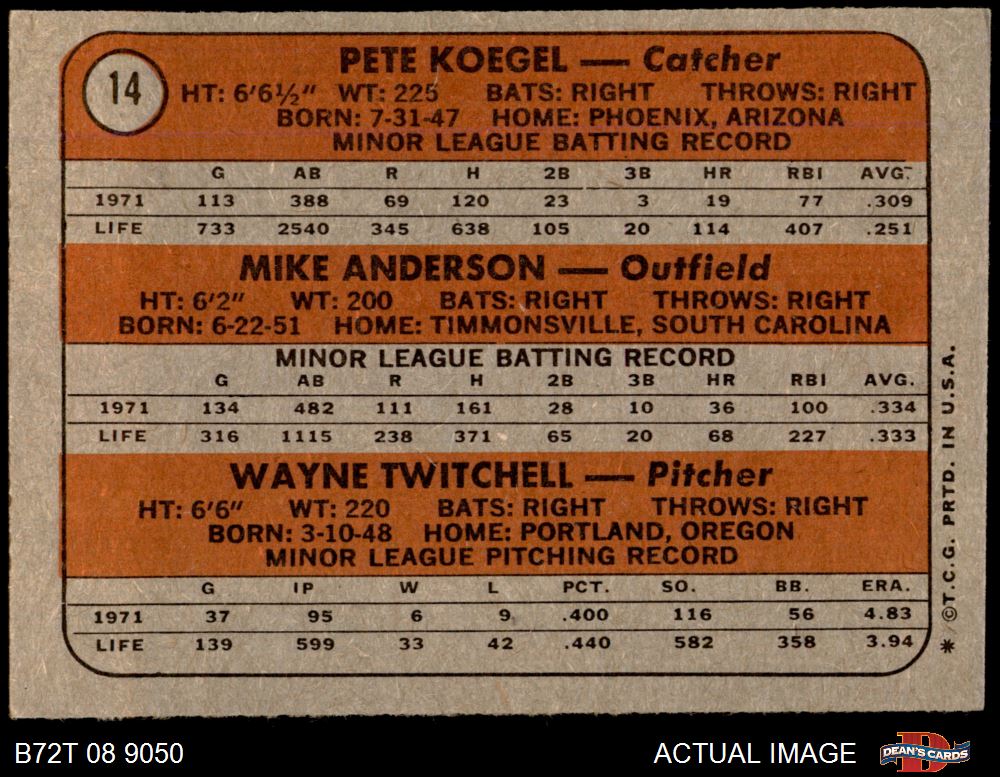 14
PETE KOEGEL — Catcher
HT: 6'6½" WT: 225 BATS: RIGHT THROWS: RIGHT
BORN: 7-31-47 HOME: PHOENIX, ARIZONA
MINOR LEAGUE BATTING RECORD
G AB R H 2B 3B HR RBI AVG.
1971 113 388 69 120 23 3 19 77 .309
LIFE 733 2540 345 638 105 20 114 407 .251
MIKE ANDERSON — Outfield
HT: 6'2" WT: 200 BATS: RIGHT THROWS: RIGHT
BORN: 6-22-51 HOME: TIMMONSVILLE, SOUTH CAROLINA
MINOR LEAGUE BATTING RECORD
G AB R H 2B 3B HR RBI AVG.
1971 134 482 111 161 28 10 36 100 .334
LIFE 316 1115 238 371 65 20 68 227 .333
WAYNE TWITCHELL — Pitcher
HT: 6'6" WT: 220 BATS: RIGHT THROWS: RIGHT
BORN: 3-10-48 HOME: PORTLAND, OREGON
MINOR LEAGUE PITCHING RECORD
G IP W L PCT. SO. BB. ERA.
1971 37 95 6 9 .400 116 56 4.83
LIFE 139 599 33 42 .440 582 358 3.94
* ©T.C.G. PRTD. IN U.S.A.
B72T 08 9050
ACTUAL IMAGE
D
DEAN'S CARDS